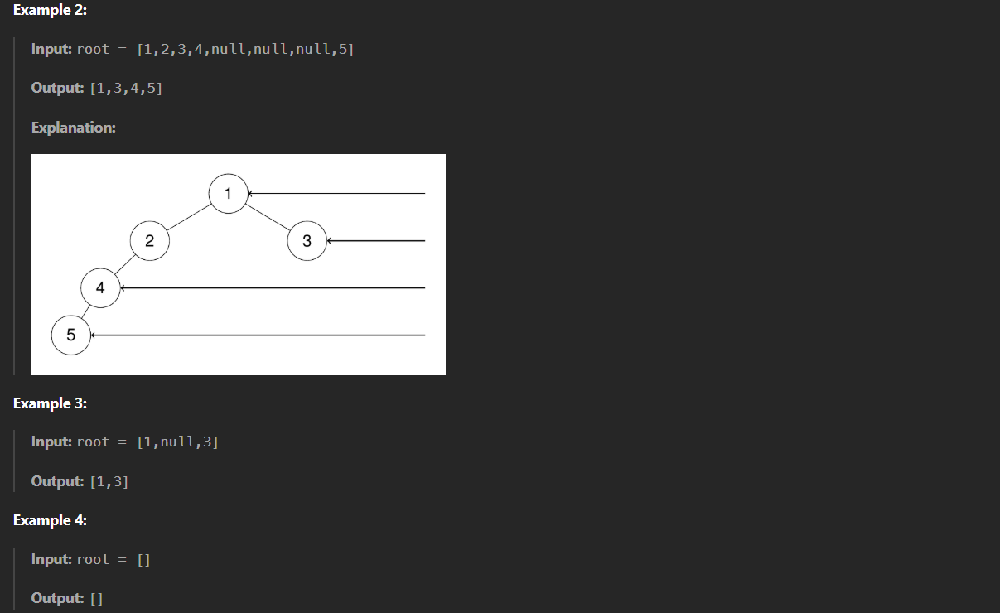 Example 2:
Input: root = [1,2,3,4,null,null,null,5]
Output: [1,3,4,5]
Explanation:
1
2 3
4
5
Example 3:
Input: root = [1,null,3]
Output: [1,3]
Example 4:
Input: root = []
Output: []